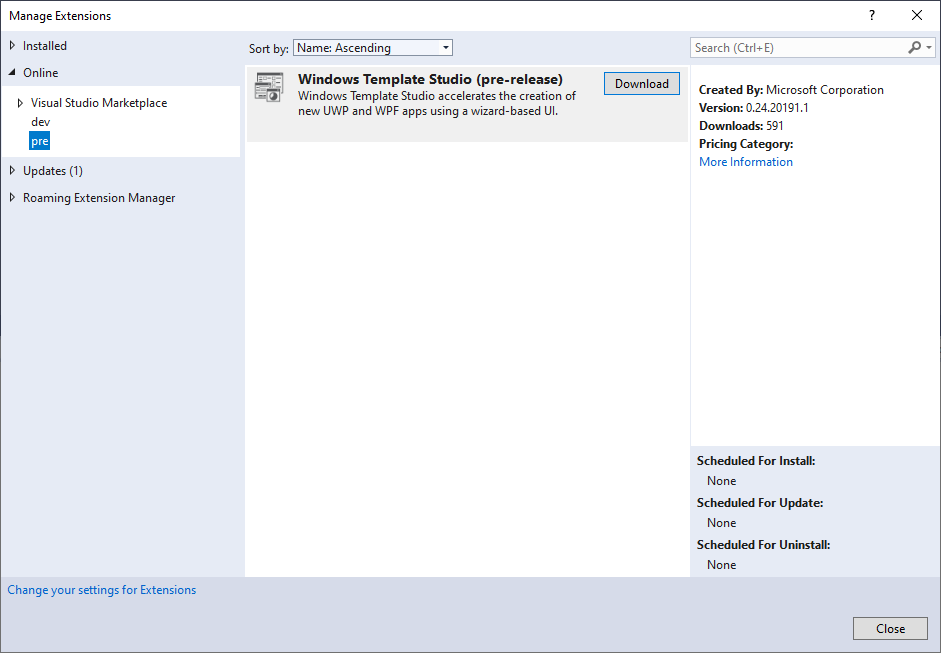 Manage Extensions
?
Installed
Online
Visual Studio Marketplace
dev
pre
Updates (1)
Roaming Extension Manager
Sort by: Name: Ascending
Windows Template Studio (pre-release)
Windows Template Studio accelerates the creation of
new UWP and WPF apps using a wizard-based UI.
Download
Search (Ctrl+E)
Created By: Microsoft Corporation
Version: 0.24.20191.1
Downloads: 591
Pricing Category:
More Information
Scheduled For Install:
None
Scheduled For Update:
None
Scheduled For Uninstall:
None
Change your settings for Extensions
Close